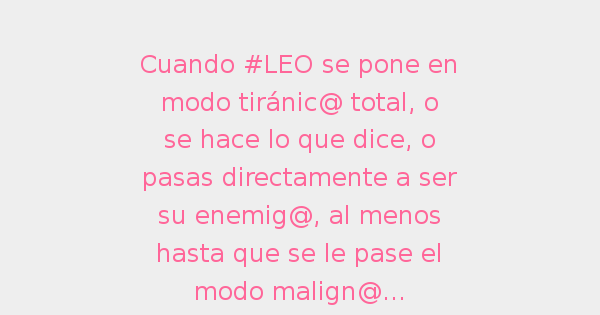 Cuando #LEO se pone en
modo tiránic@ total, o
se hace lo que dice, o
pasas directamente a ser
su enemig@, al menos
hasta que se le pase el
modo malign@...